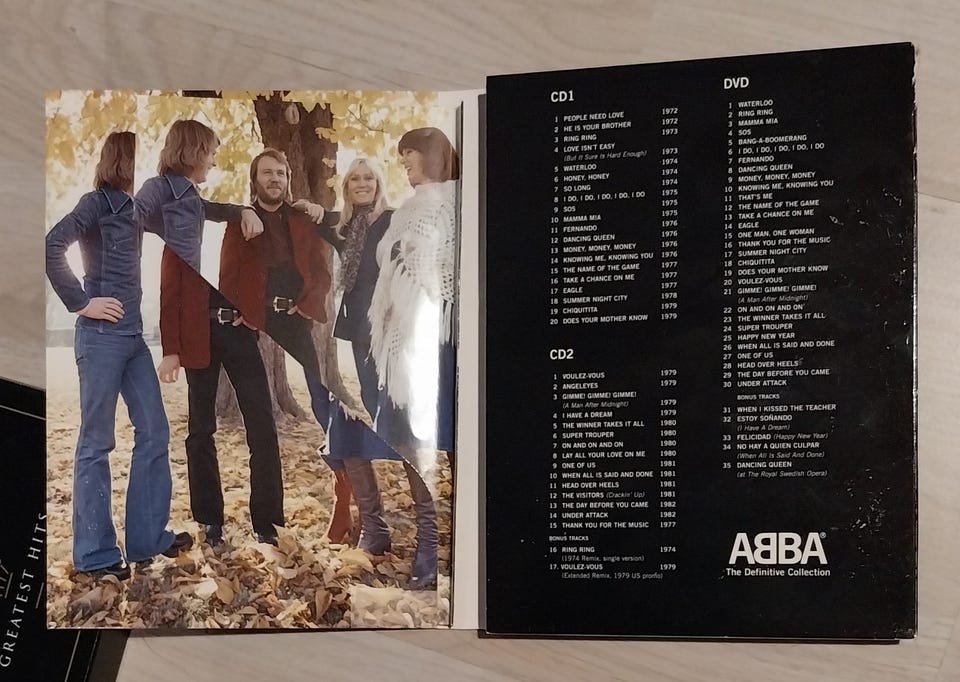 GREATEST HITS
CD1
1 PEOPLE NEED LOVE 1972
2 HE IS YOUR BROTHER 1972
3 RING RING 1973
4 LOVE ISN'T EASY
(But It Sure Is Hard Enough) 1973
5 WATERLOO 1974
6 HONEY, HONEY 1974
7 SO LONG 1974
8 I DO, I DO, I DO, I DO, I DO 1975
9 SOS 1975
10 MAMMA MIA 1975
11 FERNANDO 1976
12 DANCING QUEEN 1976
13 MONEY, MONEY, MONEY 1976
14 KNOWING ME, KNOWING YOU 1976
15 THE NAME OF THE GAME 1977
16 TAKE A CHANCE ON ME 1977
17 EAGLE 1977
18 SUMMER NIGHT CITY 1978
19 CHIQUITITA 1979
20 DOES YOUR MOTHER KNOW 1979
CD2
1 VOULEZ-VOUS 1979
2 ANGELEYES 1979
3 GIMME! GIMME! GIMME!
(A Man After Midnight) 1979
4 I HAVE A DREAM 1979
5 THE WINNER TAKES IT ALL 1980
6 SUPER TROUPER 1980
7 ON AND ON AND ON 1980
8 LAY ALL YOUR LOVE ON ME 1980
9 ONE OF US 1981
10 WHEN ALL IS SAID AND DONE 1981
11 HEAD OVER HEELS 1981
12 THE VISITORS (Crackin' Up) 1981
13 THE DAY BEFORE YOU CAME 1982
14 UNDER ATTACK 1982
15 THANK YOU FOR THE MUSIC 1977
BONUS TRACKS
16 RING RING 1974
(1974 Remix, single version)
17. VOULEZ-VOUS 1979
(Extended Remix, 1979 US promo)
DVD
1 WATERLOO
2 RING RING
3 MAMMA MIA
4 SOS
5 BANG-A-BOOMERANG
6 I DO, I DO, I DO, I DO, I DO
7 FERNANDO
8 DANCING QUEEN
9 MONEY, MONEY, MONEY
10 KNOWING ME, KNOWING YOU
11 THAT'S ME
12 THE NAME OF THE GAME
13 TAKE A CHANCE ON ME
14 EAGLE
15 ONE MAN, ONE WOMAN
16 THANK YOU FOR THE MUSIC
17 SUMMER NIGHT CITY
18 CHIQUITITA
19 DOES YOUR MOTHER KNOW
20 VOULEZ-VOUS
21 GIMME! GIMME! GIMME!
(A Man After Midnight)
22 ON AND ON AND ON
23 THE WINNER TAKES IT ALL
24 SUPER TROUPER
25 HAPPY NEW YEAR
26 WHEN ALL IS SAID AND DONE
27 ONE OF US
28 HEAD OVER HEELS
29 THE DAY BEFORE YOU CAME
30 UNDER ATTACK
BONUS TRACKS
31 WHEN I KISSED THE TEACHER
32 ESTOY SOÑANDO
(I Have A Dream)
33 FELICIDAD (Happy New Year)
34 NO HAY A QUIEN CULPAR
(When All Is Said And Done)
35 DANCING QUEEN
(at The Royal Swedish Opera)
ABBA®
The Definitive Collection